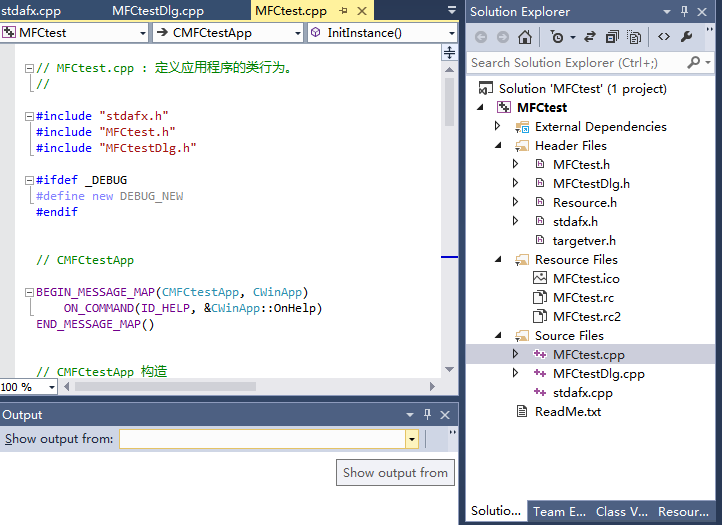 stdafx.cpp MFCtestDlg.cpp MFCtest.cpp
MFCtest CMFCtestApp InitInstance()
// MFCtest.cpp : 定义应用程序的类行为。
//
#include "stdafx.h"
#include "MFCtest.h"
#include "MFCtestDlg.h"
#ifdef _DEBUG
#define new DEBUG_NEW
#endif
// CMFCtestApp
BEGIN_MESSAGE_MAP(CMFCtestApp, CWinApp)
ON_COMMAND(ID_HELP, &CWinApp::OnHelp)
END_MESSAGE_MAP()
// CMFCtestApp 构造
100 %
Output
Show output from:
Show output from
Solution Explorer
Search Solution Explorer (Ctrl+;)
Solution 'MFCtest' (1 project)
MFCtest
External Dependencies
Header Files
MFCtest.h
MFCtestDlg.h
Resource.h
stdafx.h
targetver.h
Resource Files
MFCtest.ico
MFCtest.rc
MFCtest.rc2
Source Files
MFCtest.cpp
MFCtestDlg.cpp
stdafx.cpp
ReadMe.txt
Solutio... Team E... Class V... Resour...